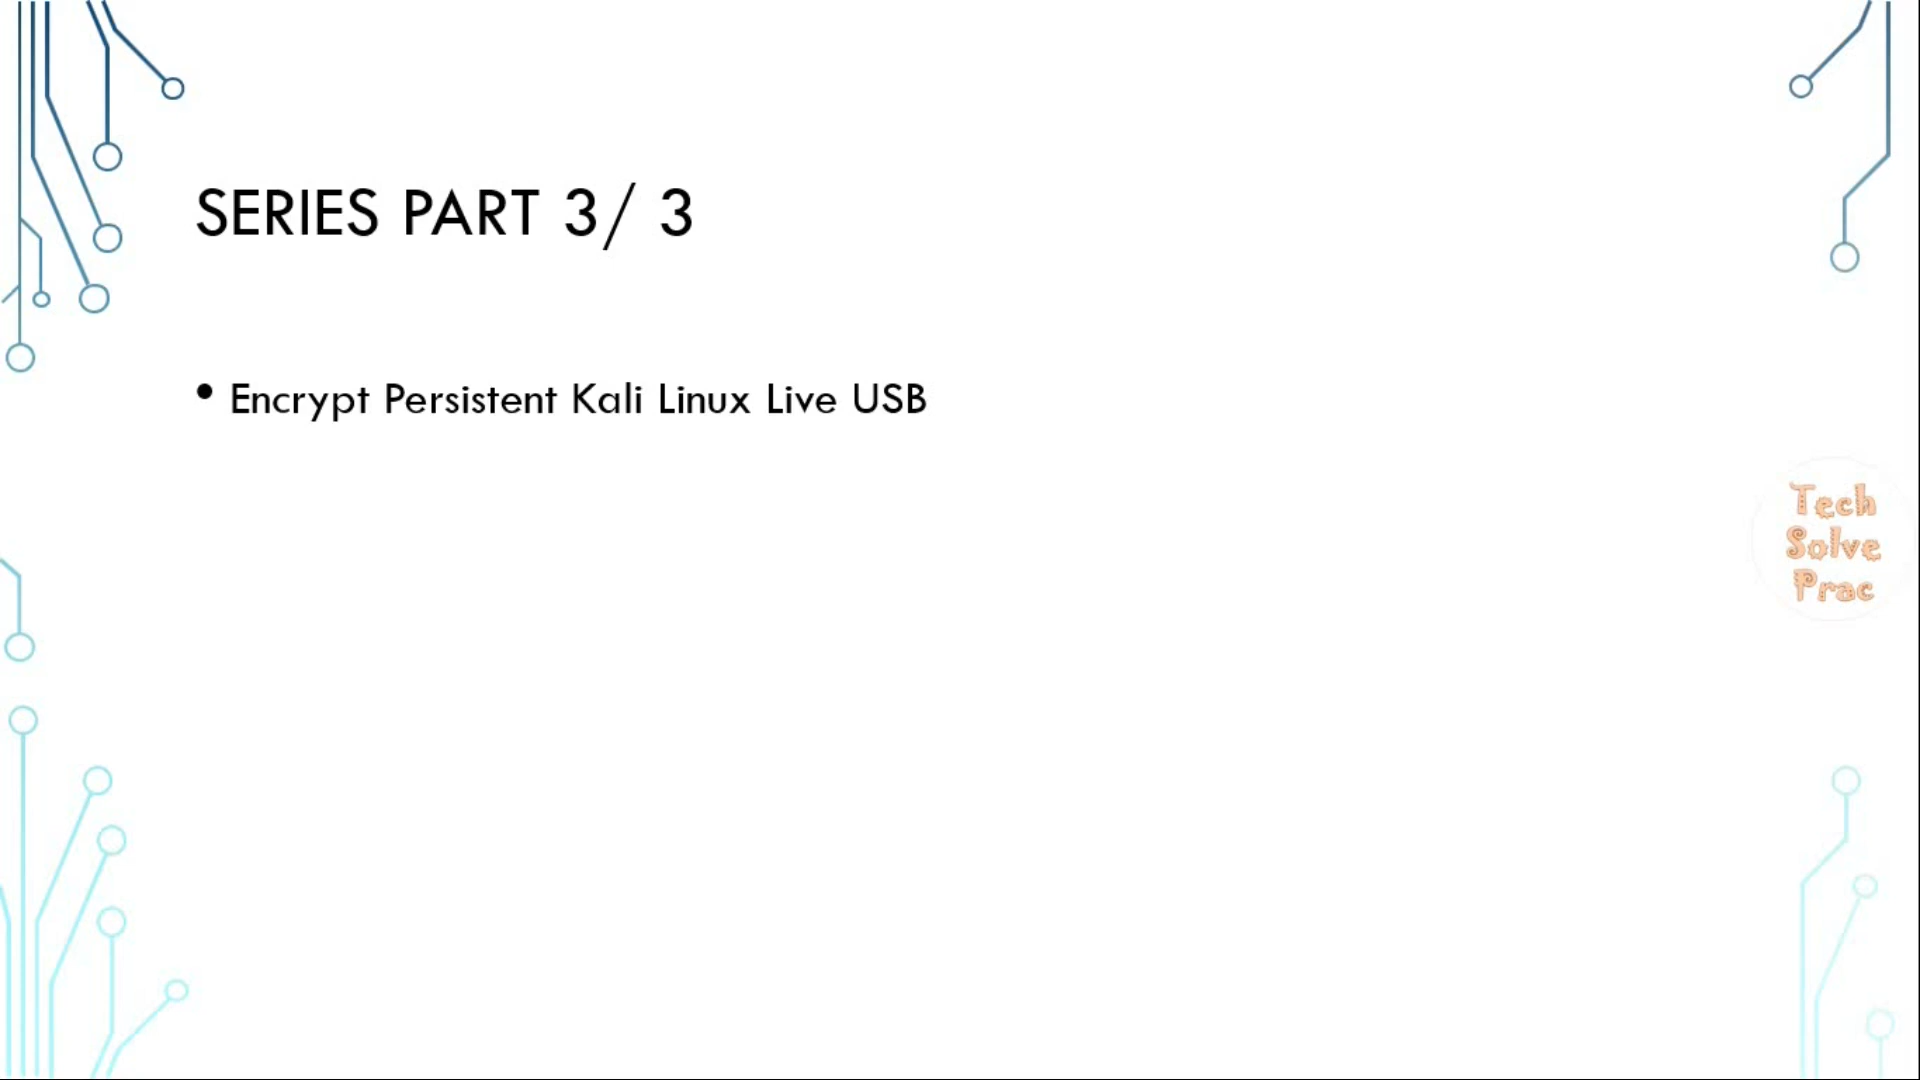 SERIES PART 3/ 3
• Encrypt Persistent Kali Linux Live USB
Tech
Solve
Prac